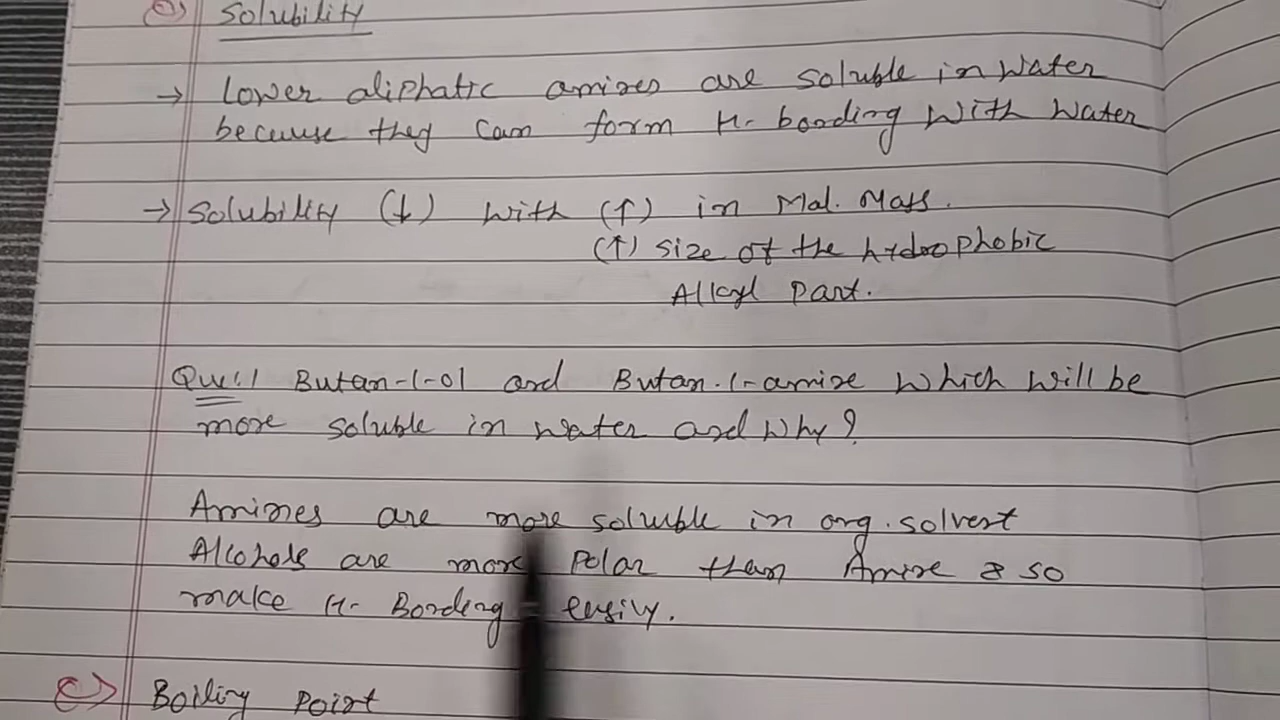 Solubility
→ Lower aliphatic amines are soluble in water
because they can form H-bonding with water
→ Solubility (↓) with (↑) in Mol. Mass.
(↑) size of the hydrophobic
Alkyl part.
Que:1 Butan-1-ol and Butan-1-amine which will be
more soluble in water and why?
Amines are more soluble in org. solvent
Alcohols are more Polar than Amine & so
make H-Bonding easily.
C) Boiling Point